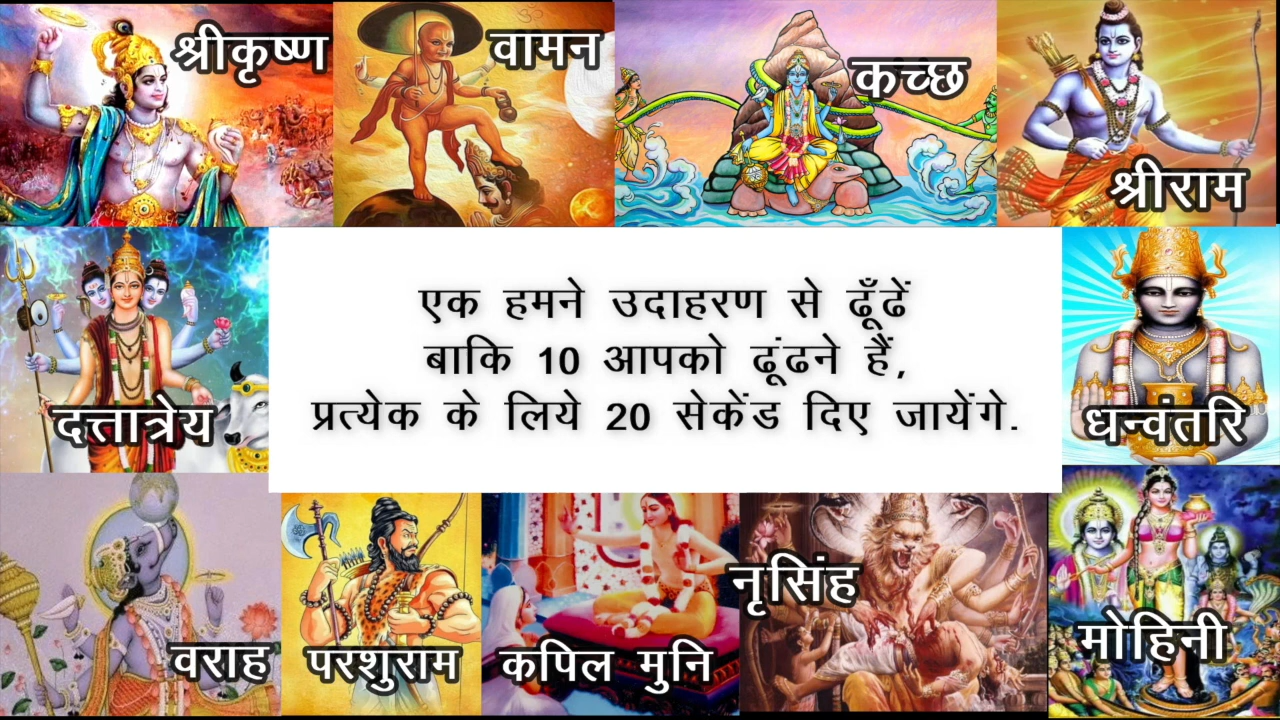 श्रीकृष्ण
वामन
कच्छ
श्रीराम
दत्तात्रेय
एक हमने उदाहरण से ढूँढें
बाकि 10 आपको ढूंढने हैं,
प्रत्येक के लिये 20 सेकेंड दिए जायेंगे.
धन्वंतरि
वराह
परशुराम
कपिल मुनि
नृसिंह
मोहिनी